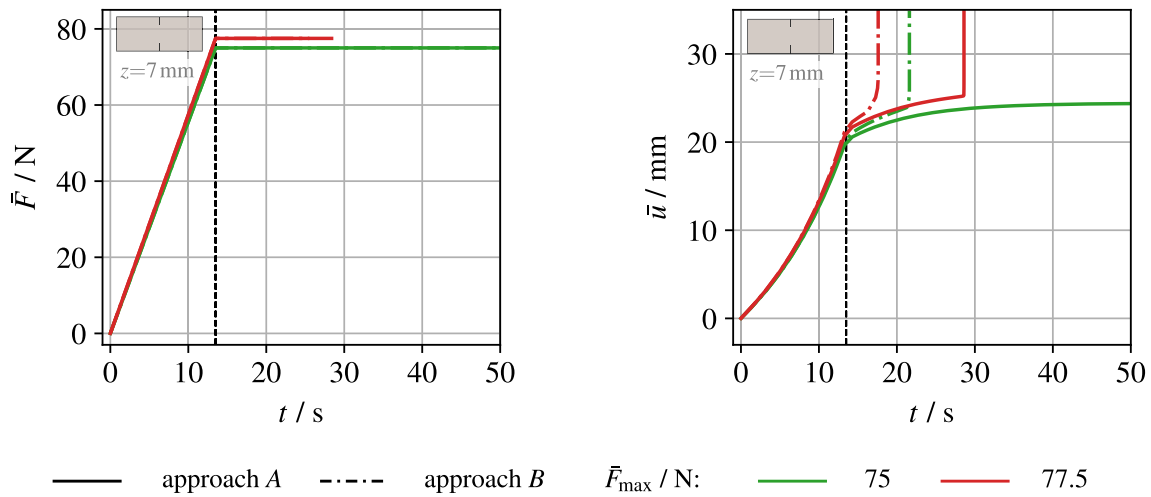 80
60
40
20
0
F̄ / N
z=7 mm
0 10 20 30 40 50
t / s
30
20
10
0
ū / mm
z=7 mm
0 10 20 30 40 50
t / s
approach A approach B F̄max / N: 75 77.5